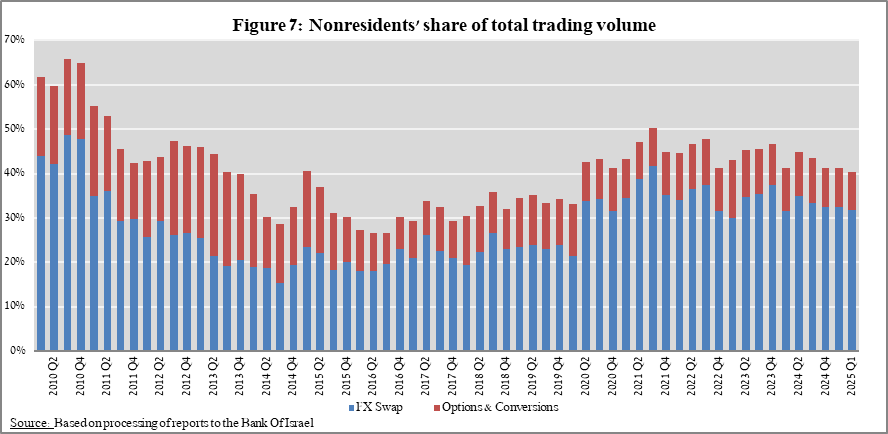 Figure 7: Nonresidents' share of total trading volume
70%
60%
50%
40%
30%
20%
10%
0%
2010 Q2
2010 Q4
2011 Q2
2011 Q4
2012 Q2
2012 Q4
2013 Q2
2013 Q4
2014 Q2
2014 Q4
2015 Q2
2015 Q4
2016 Q2
2016 Q4
2017 Q2
2017 Q4
2018 Q2
2018 Q4
2019 Q2
2019 Q4
2020 Q2
2020 Q4
2021 Q2
2021 Q4
2022 Q2
2022 Q4
2023 Q2
2023 Q4
2024 Q2
2024 Q4
2025 Q1
FX Swap
Options & Conversions
Source: Based on processing of reports to the Bank Of Israel